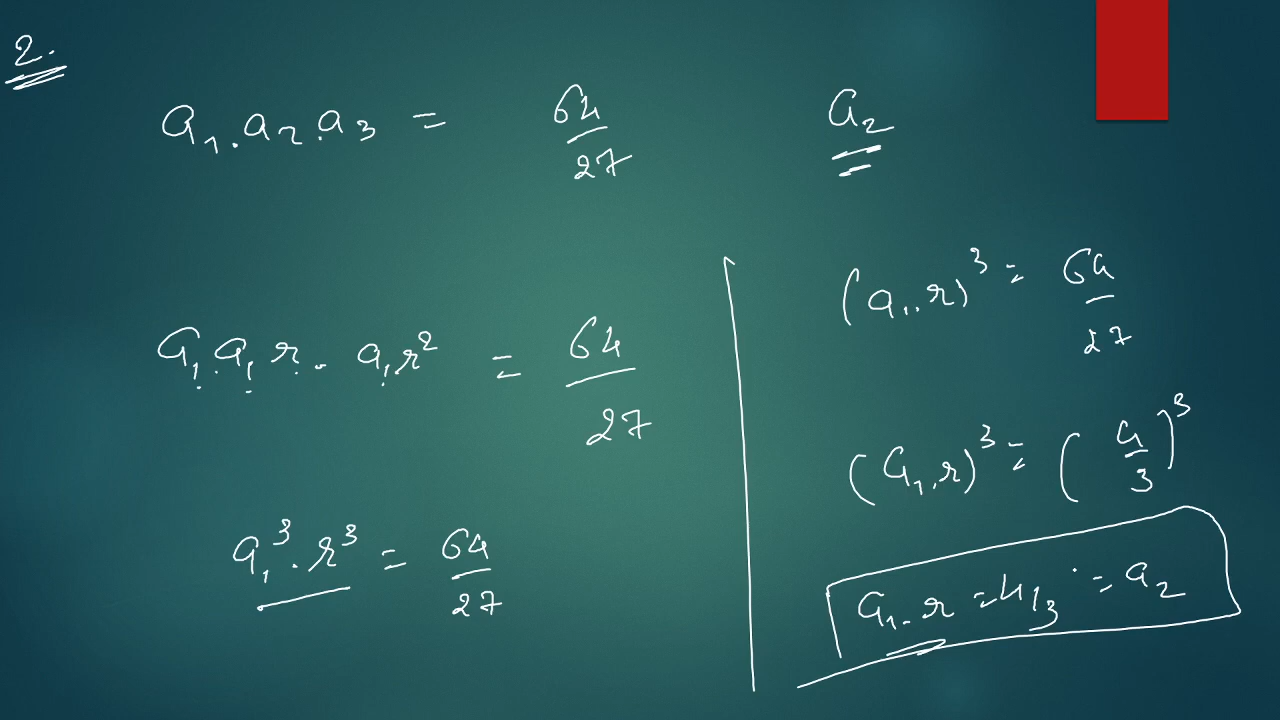 2.
a₁.a₂.a₃ = 64/27
a₂
a₁.a₁r.a₁r² = 64/27
a₁³.r³ = 64/27
(a₁.r)³ = 64/27
(a₁.r)³ = (4/3)³
a₁.r = 4/3 = a₂